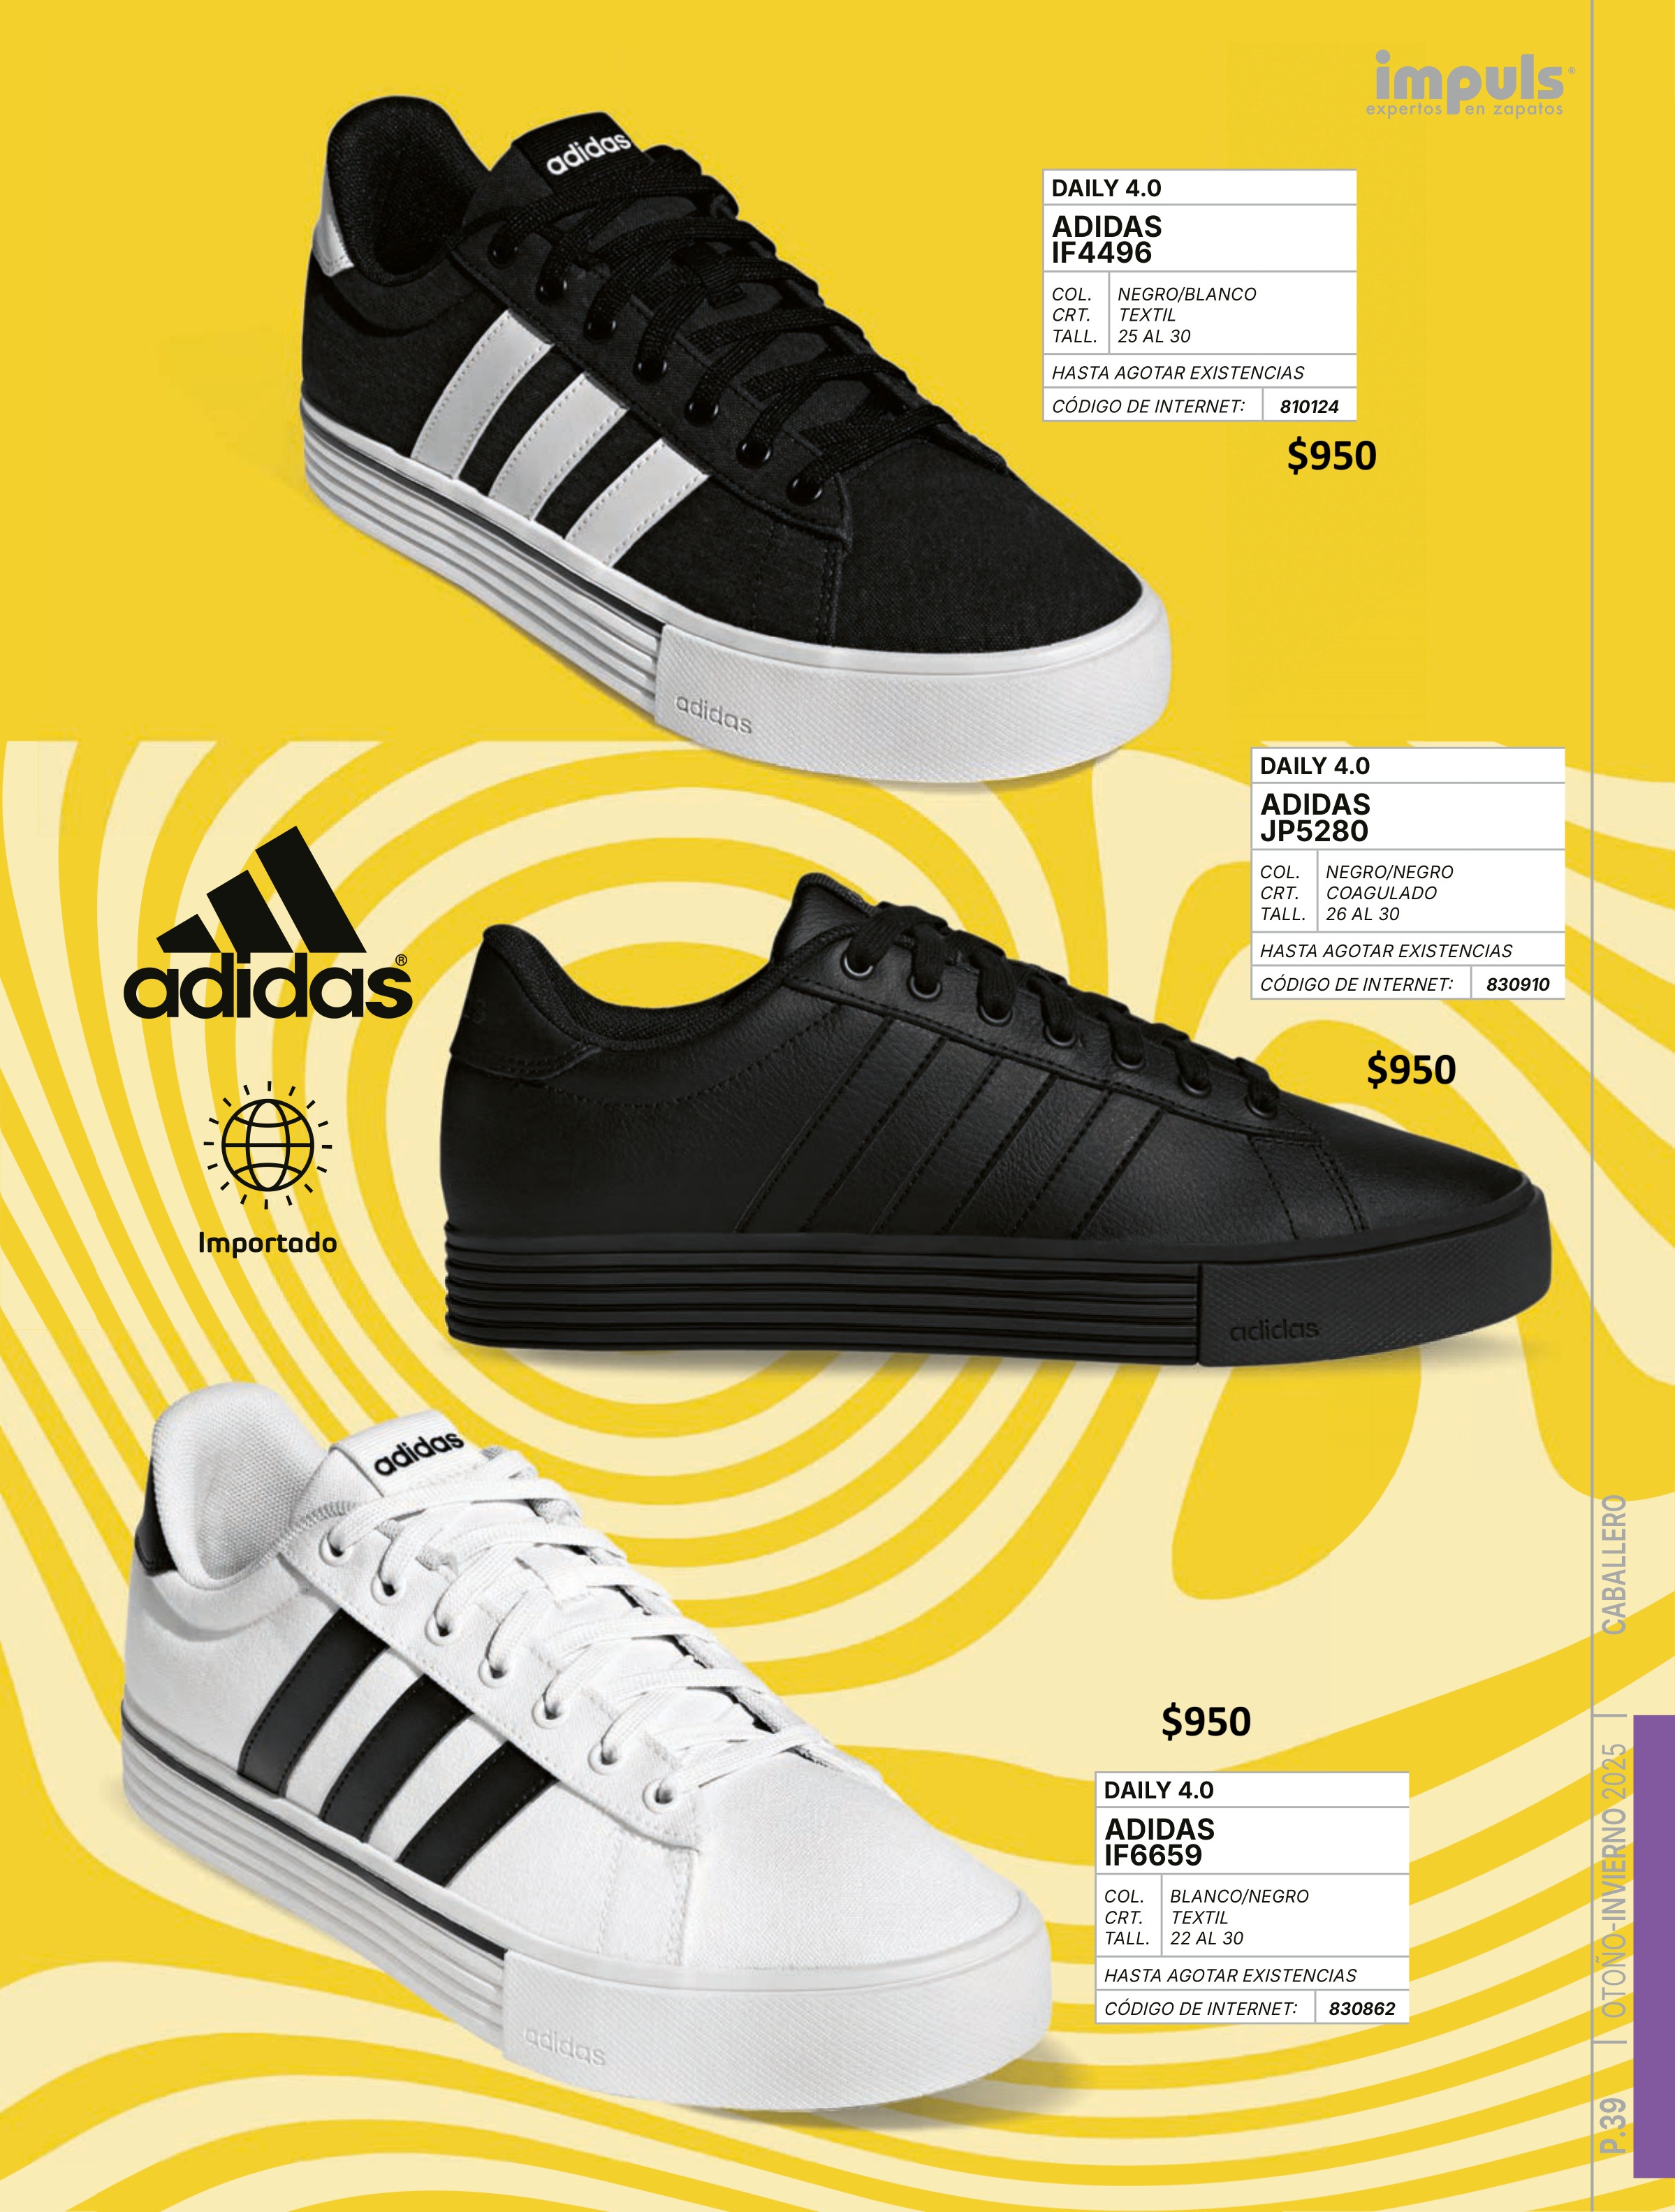 impuls®
expertos en zapatos
adidas
DAILY 4.0
ADIDAS
IF4496
COL. NEGRO/BLANCO
CRT. TEXTIL
TALL. 25 AL 30
HASTA AGOTAR EXISTENCIAS
CÓDIGO DE INTERNET: 810124
$950
adidas
DAILY 4.0
ADIDAS
JP5280
COL. NEGRO/NEGRO
CRT. COAGULADO
TALL. 26 AL 30
HASTA AGOTAR EXISTENCIAS
CÓDIGO DE INTERNET: 830910
$950
adidas®
Importado
adidas
adidas
$950
DAILY 4.0
ADIDAS
IF6659
COL. BLANCO/NEGRO
CRT. TEXTIL
TALL. 22 AL 30
HASTA AGOTAR EXISTENCIAS
CÓDIGO DE INTERNET: 830862
adidas
P.39 | OTOÑO-INVIERNO 2025 | CABALLERO